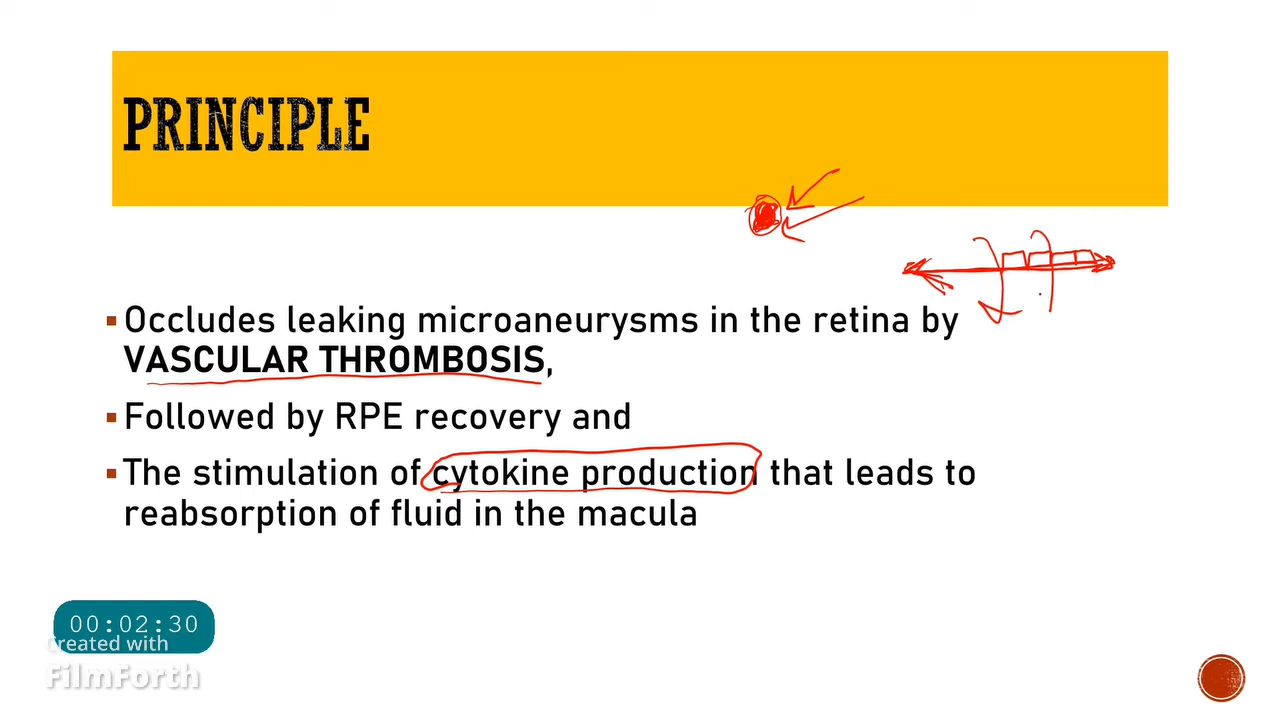 PRINCIPLE
▪ Occludes leaking microaneurysms in the retina by
VASCULAR THROMBOSIS,
▪ Followed by RPE recovery and
▪ The stimulation of cytokine production that leads to
reabsorption of fluid in the macula
00:02:30
Created with
FilmForth